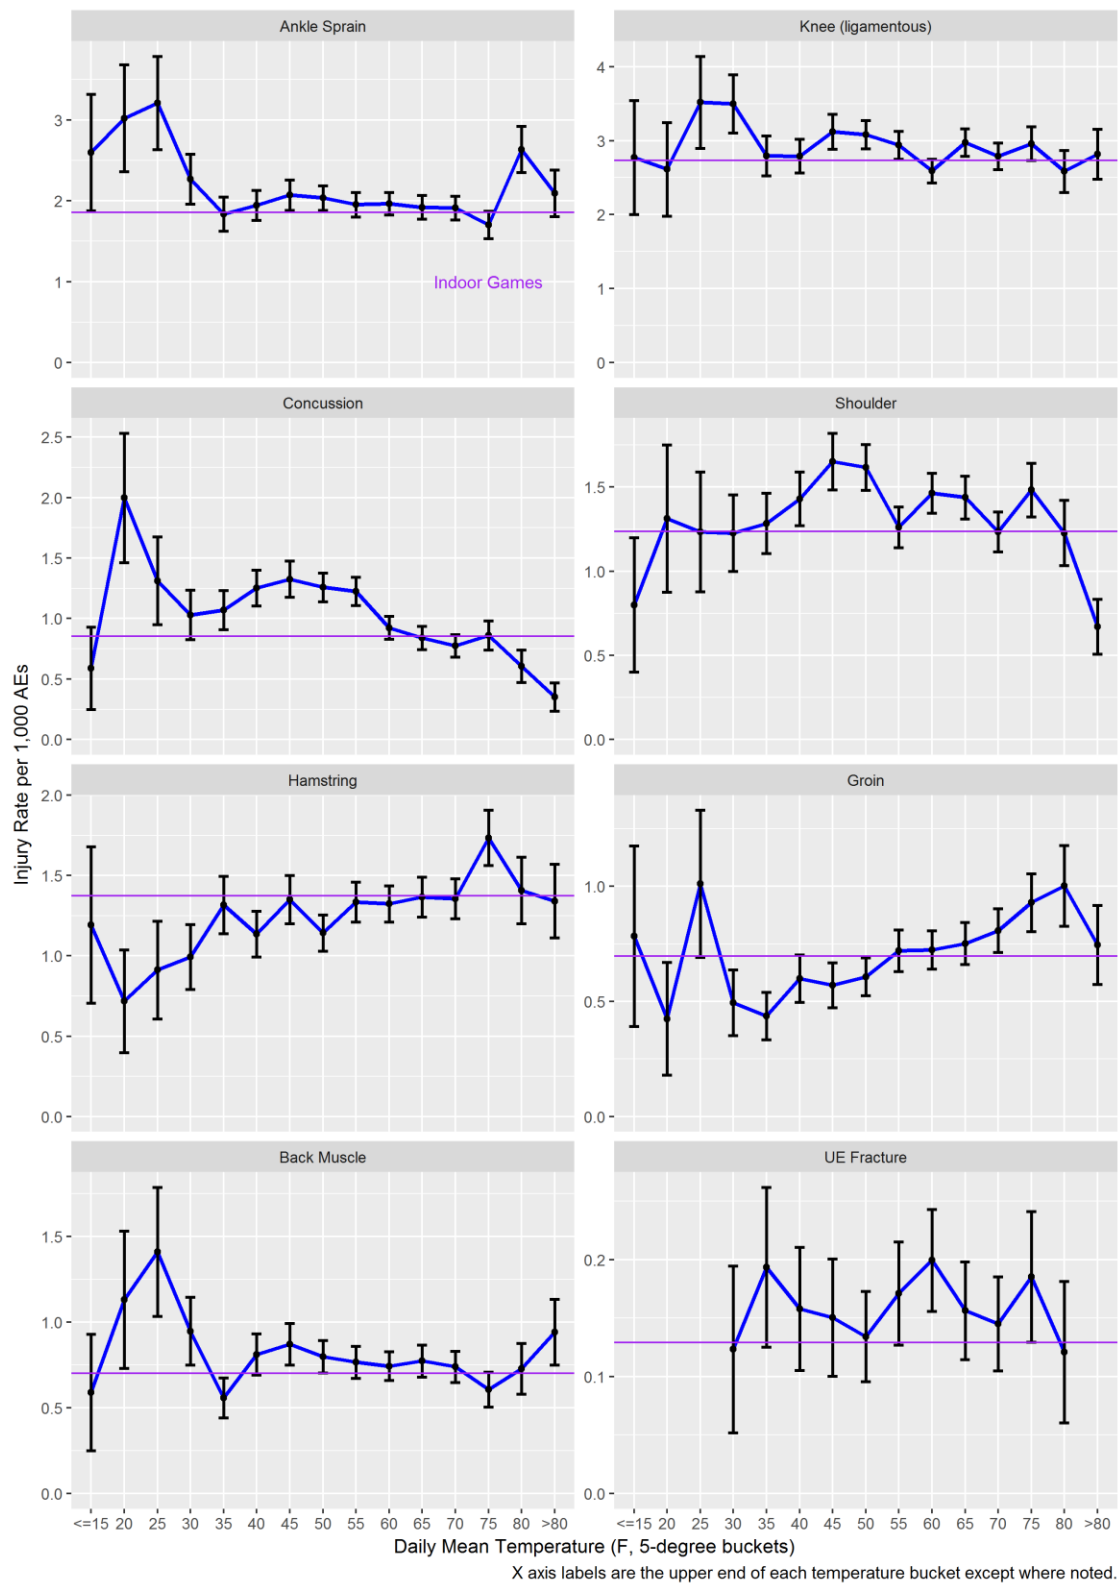 Ankle Sprain
Knee (ligamentous)
3
2
1
0
Indoor Games
4
3
2
1
0
Concussion
Shoulder
2.5
2.0
1.5
1.0
0.5
0.0
1.5
1.0
0.5
0.0
Injury Rate per 1,000 AEs
Hamstring
Groin
2.0
1.5
1.0
0.5
0.0
1.0
0.5
0.0
Back Muscle
UE Fracture
1.5
1.0
0.5
0.0
0.2
0.1
0.0
<=15 20 25 30 35 40 45 50 55 60 65 70 75 80 >80
<=15 20 25 30 35 40 45 50 55 60 65 70 75 80 >80
Daily Mean Temperature (F, 5-degree buckets)
X axis labels are the upper end of each temperature bucket except where noted.